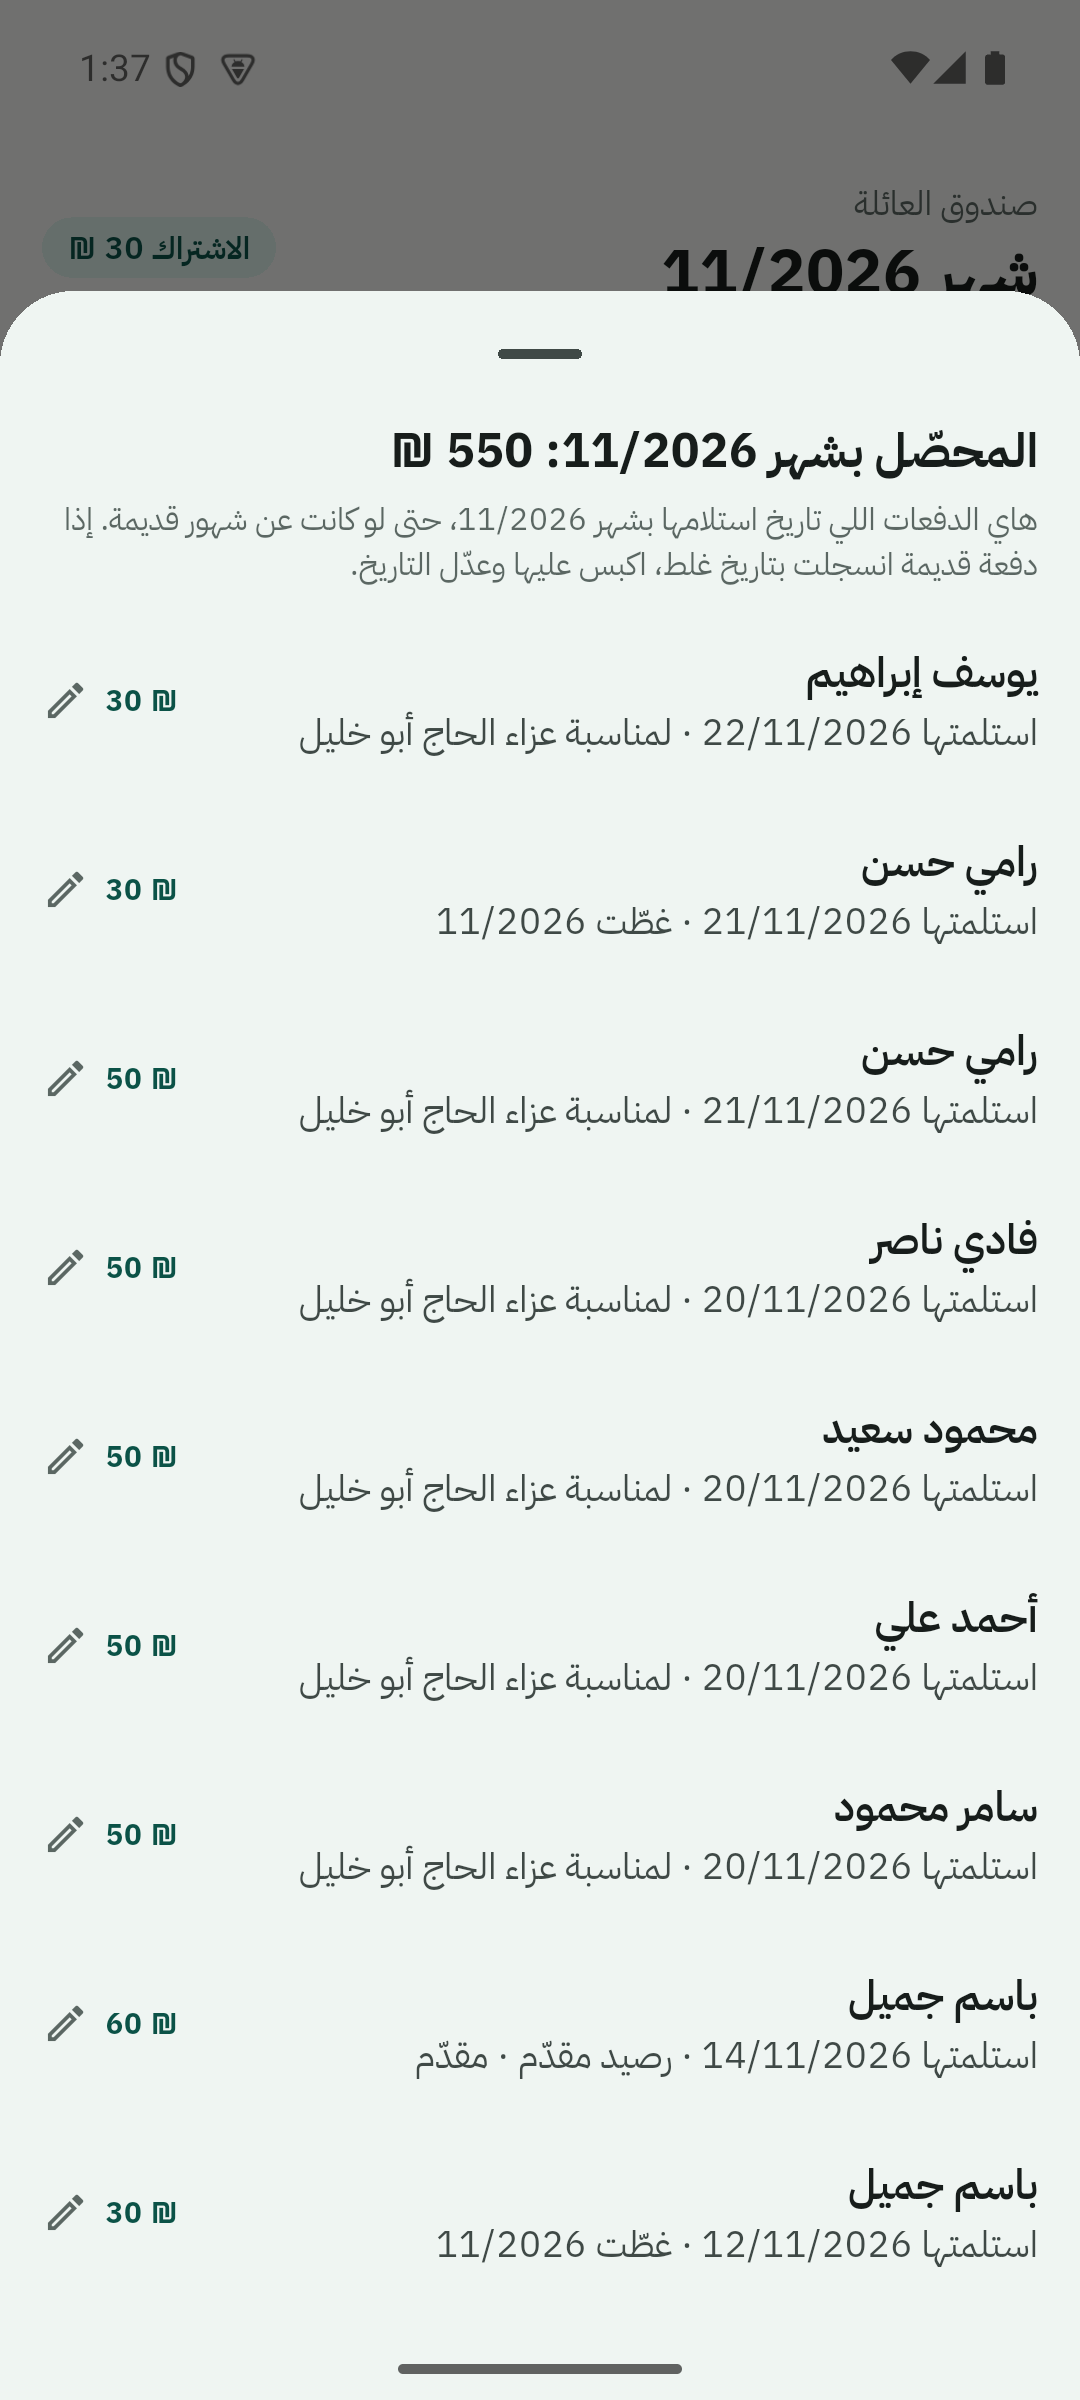 1:37
صندوق العائلة
شهر 11/2026
الاشتراك 30 ₪
المحصّل بشهر 11/2026: 550 ₪
هاي الدفعات اللي تاريخ استلامها بشهر 11/2026، حتى لو كانت عن شهور قديمة. إذا
دفعة قديمة انسجلت بتاريخ غلط، اكبس عليها وعدّل التاريخ.
يوسف إبراهيم
استلمتها 22/11/2026 · لمناسبة عزاء الحاج أبو خليل
30 ₪
رامي حسن
استلمتها 21/11/2026 · غطّت 11/2026
30 ₪
رامي حسن
استلمتها 21/11/2026 · لمناسبة عزاء الحاج أبو خليل
50 ₪
فادي ناصر
استلمتها 20/11/2026 · لمناسبة عزاء الحاج أبو خليل
50 ₪
محمود سعيد
استلمتها 20/11/2026 · لمناسبة عزاء الحاج أبو خليل
50 ₪
أحمد علي
استلمتها 20/11/2026 · لمناسبة عزاء الحاج أبو خليل
50 ₪
سامر محمود
استلمتها 20/11/2026 · لمناسبة عزاء الحاج أبو خليل
50 ₪
باسم جميل
استلمتها 14/11/2026 · رصيد مقدّم · مقدّم
60 ₪
باسم جميل
استلمتها 12/11/2026 · غطّت 11/2026
30 ₪